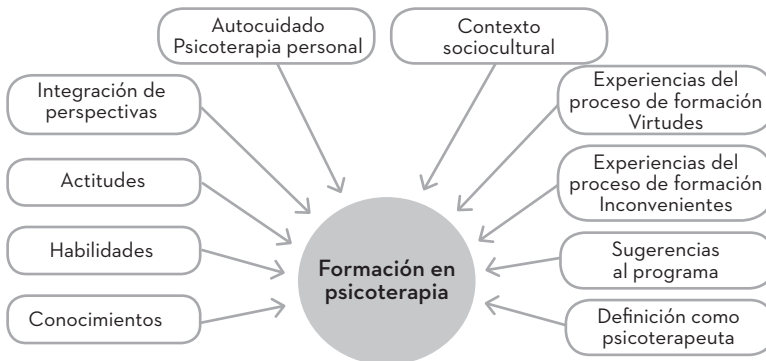 Autocuidado
Psicoterapia personal
Contexto
sociocultural
Integración de
perspectivas
Experiencias del
proceso de formación
Virtudes
Actitudes
Experiencias del
proceso de formación
Inconvenientes
Habilidades
Sugerencias
al programa
Formación en
psicoterapia
Conocimientos
Definición como
psicoterapeuta